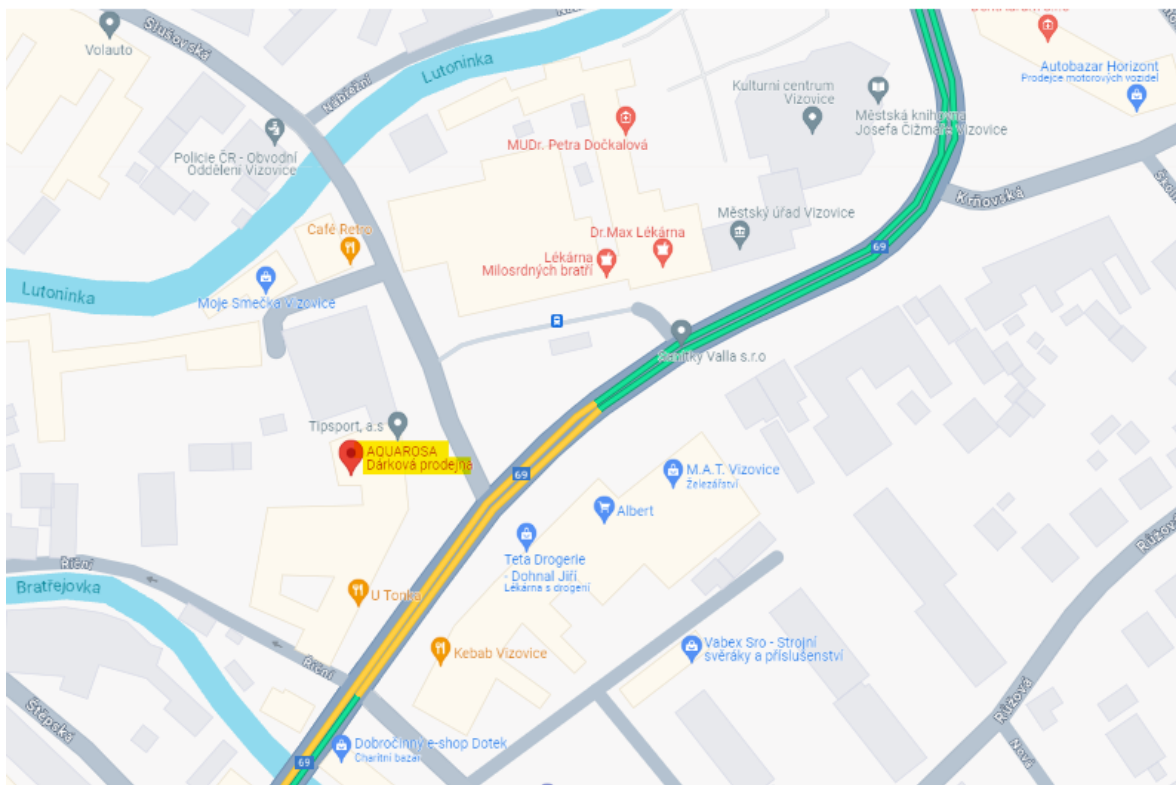 Slušovská
Volauto
Lutoninka
Nábřežní
Kulturní centrum
Vizovice
Městská knihovna
Josefa Čižmáře Vizovice
Autobazar Horizont
Prodejce motorových vozidel
MUDr. Petra Dočkalová
Policie ČR - Obvodní
Oddělení Vizovice
Krňovská
Městský úřad Vizovice
Café Retro
Dr.Max Lékárna
69
Lékárna
Milosrdných bratří
Lutoninka
Moje Smečka Vizovice
Valla s.r.o
Tipsport, a.s
AQUAROSA
Dárková prodejna
69
M.A.T. Vizovice
Železářství
Albert
Růžová
Teta Drogerie
- Dohnal Jiří
Lékárna s drogerií
Říční
Bratřejovka
U Tonka
Kebab Vizovice
Vabex Sro - Strojní
svěráky a příslušenství
Říční
Růžová
Štěpská
Nová
Dobročinný e-shop Dotek
Charitní bazar
69